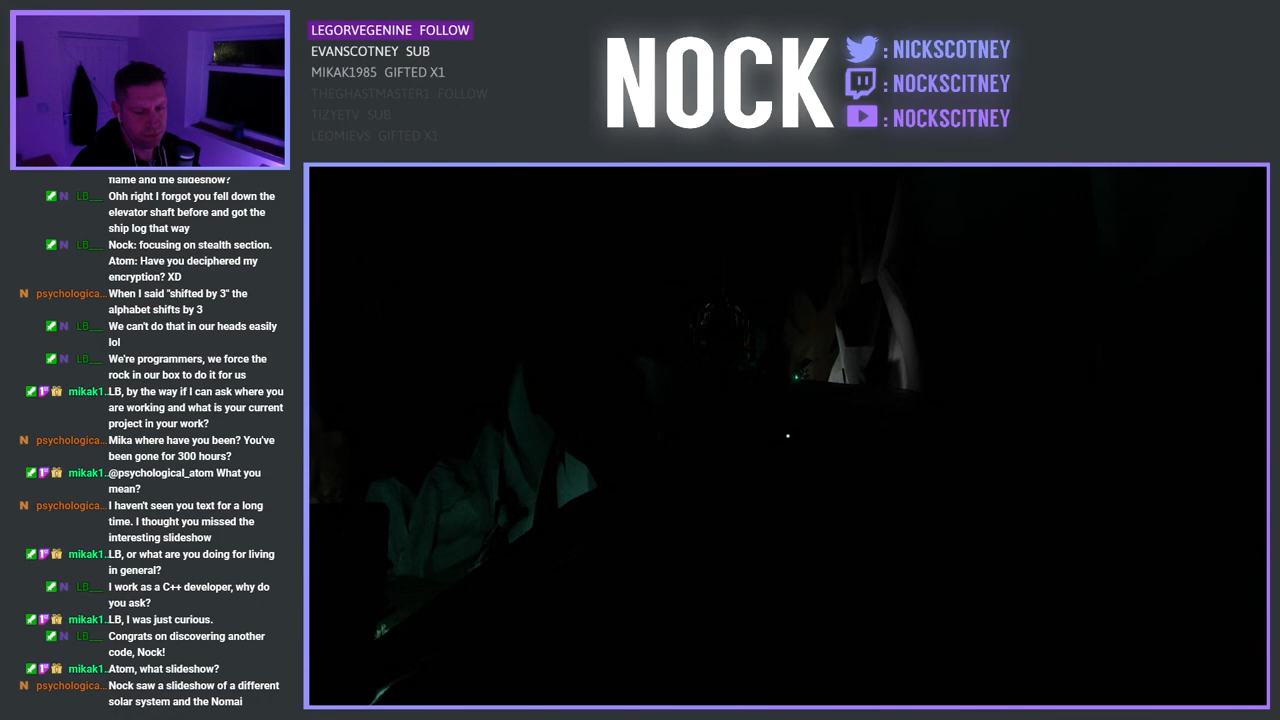 LEGORVEGENINE FOLLOW
EVANSCOTNEY SUB
MIKAK1985 GIFTED X1
THEGHASTMASTER1 FOLLOW
TIZYETV SUB
LEOMIEVS GIFTED X1
NOCK
: NICKSCOTNEY
: NOCKSCITNEY
: NOCKSCITNEY
flame and the slideshow?
LB__ Ohh right I forgot you fell down the
elevator shaft before and got the
ship log that way
LB__ Nock: focusing on stealth section.
Atom: Have you deciphered my
encryption? XD
N psychologica... When I said "shifted by 3" the
alphabet shifts by 3
LB__ We can't do that in our heads easily
lol
LB__ We're programmers, we force the
rock in our box to do it for us
mikak1... LB, by the way if I can ask where you
are working and what is your current
project in your work?
N psychologica... Mika where have you been? You've
been gone for 300 hours?
mikak1... @psychological_atom What you
mean?
N psychologica... I haven't seen you text for a long
time. I thought you missed the
interesting slideshow
mikak1... LB, or what are you doing for living
in general?
LB__ I work as a C++ developer, why do
you ask?
mikak1... LB, I was just curious.
LB__ Congrats on discovering another
code, Nock!
mikak1... Atom, what slideshow?
N psychologica... Nock saw a slideshow of a different
solar system and the Nomai